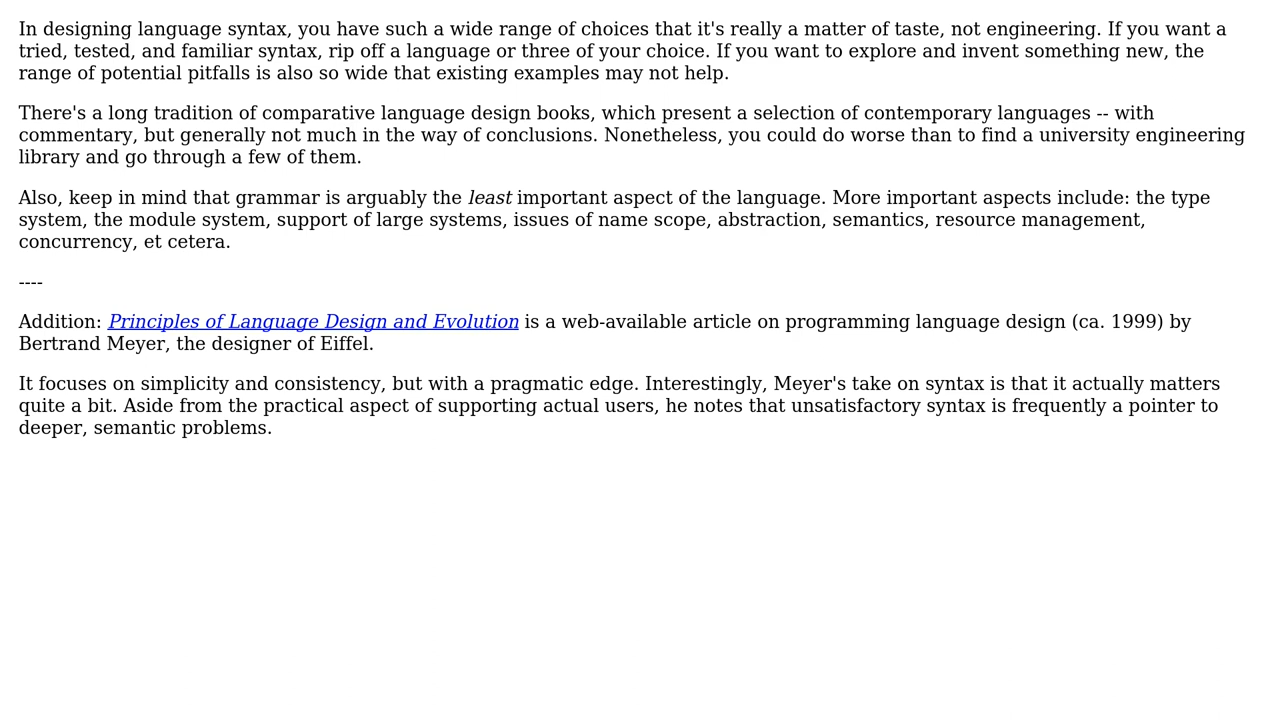 In designing language syntax, you have such a wide range of choices that it's really a matter of taste, not engineering. If you want a
tried, tested, and familiar syntax, rip off a language or three of your choice. If you want to explore and invent something new, the
range of potential pitfalls is also so wide that existing examples may not help.
There's a long tradition of comparative language design books, which present a selection of contemporary languages -- with
commentary, but generally not much in the way of conclusions. Nonetheless, you could do worse than to find a university engineering
library and go through a few of them.
Also, keep in mind that grammar is arguably the least important aspect of the language. More important aspects include: the type
system, the module system, support of large systems, issues of name scope, abstraction, semantics, resource management,
concurrency, et cetera.
----
Addition: Principles of Language Design and Evolution is a web-available article on programming language design (ca. 1999) by
Bertrand Meyer, the designer of Eiffel.
It focuses on simplicity and consistency, but with a pragmatic edge. Interestingly, Meyer's take on syntax is that it actually matters
quite a bit. Aside from the practical aspect of supporting actual users, he notes that unsatisfactory syntax is frequently a pointer to
deeper, semantic problems.